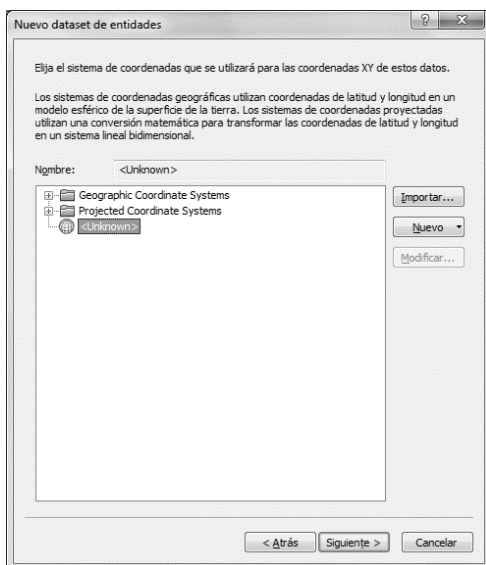 Nuevo dataset de entidades
Elija el sistema de coordenadas que se utilizará para las coordenadas XY de estos datos.
Los sistemas de coordenadas geográficas utilizan coordenadas de latitud y longitud en un
modelo esférico de la superficie de la tierra. Los sistemas de coordenadas proyectadas
utilizan una conversión matemática para transformar las coordenadas de latitud y longitud
en un sistema lineal bidimensional.
Nombre: <Unknown>
Geographic Coordinate Systems
Projected Coordinate Systems
<Unknown>
Importar...
Nuevo
Modificar...
< Atrás Siguiente > Cancelar